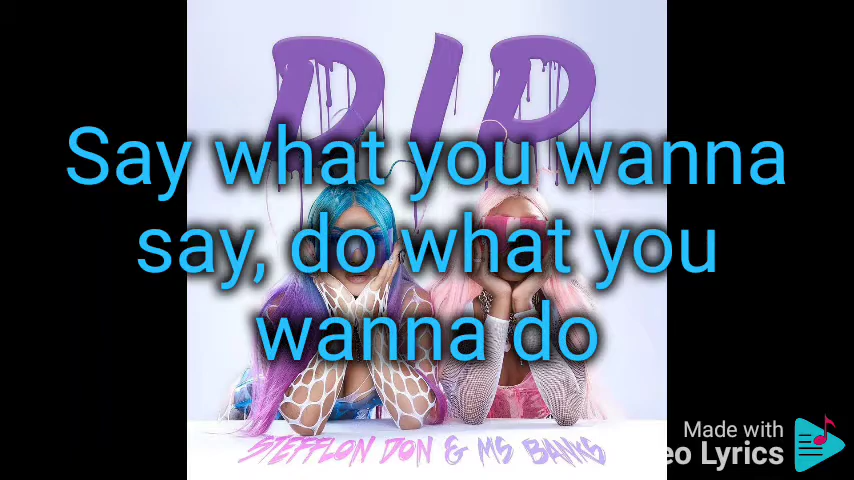 DIP
Say what you wanna
say, do what you
wanna do
STEFFLON DON & MS BANKS
Made with
eo Lyrics